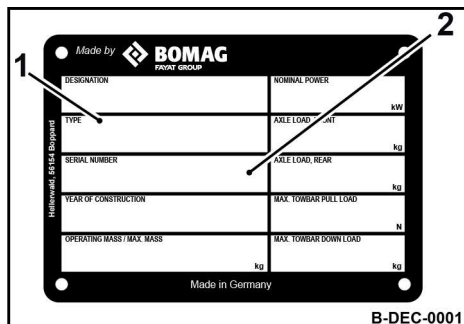 2
1
Made by BOMAG
FAYAT GROUP
DESIGNATION
NOMINAL POWER
kW
TYPE
AXLE LOAD, FRONT
kg
SERIAL NUMBER
AXLE LOAD, REAR
kg
YEAR OF CONSTRUCTION
MAX. TOWBAR PULL LOAD
N
OPERATING MASS / MAX. MASS
kg
MAX. TOWBAR DOWN LOAD
kg
Hellerwald, 56154 Boppard
Made in Germany
B-DEC-0001